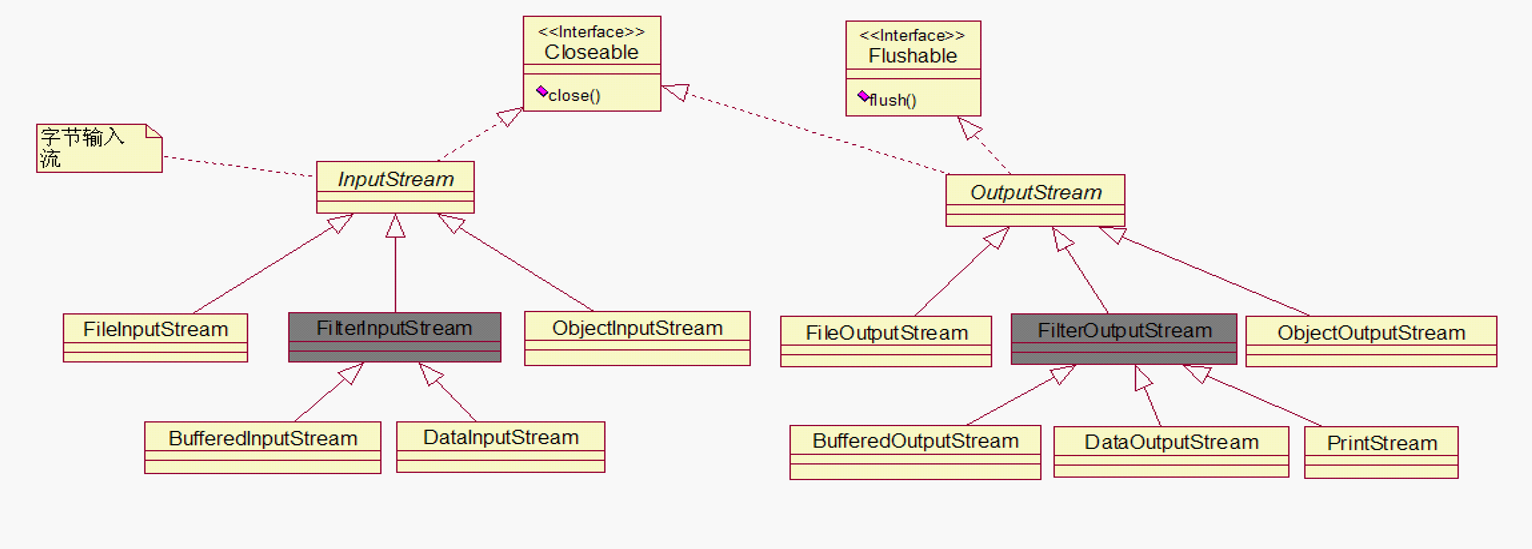 <<Interface>>
Closeable
close()
<<Interface>>
Flushable
flush()
字节输入
流
InputStream
OutputStream
FileInputStream
FilterInputStream
ObjectInputStream
FileOutputStream
FilterOutputStream
ObjectOutputStream
BufferedInputStream
DataInputStream
BufferedOutputStream
DataOutputStream
PrintStream